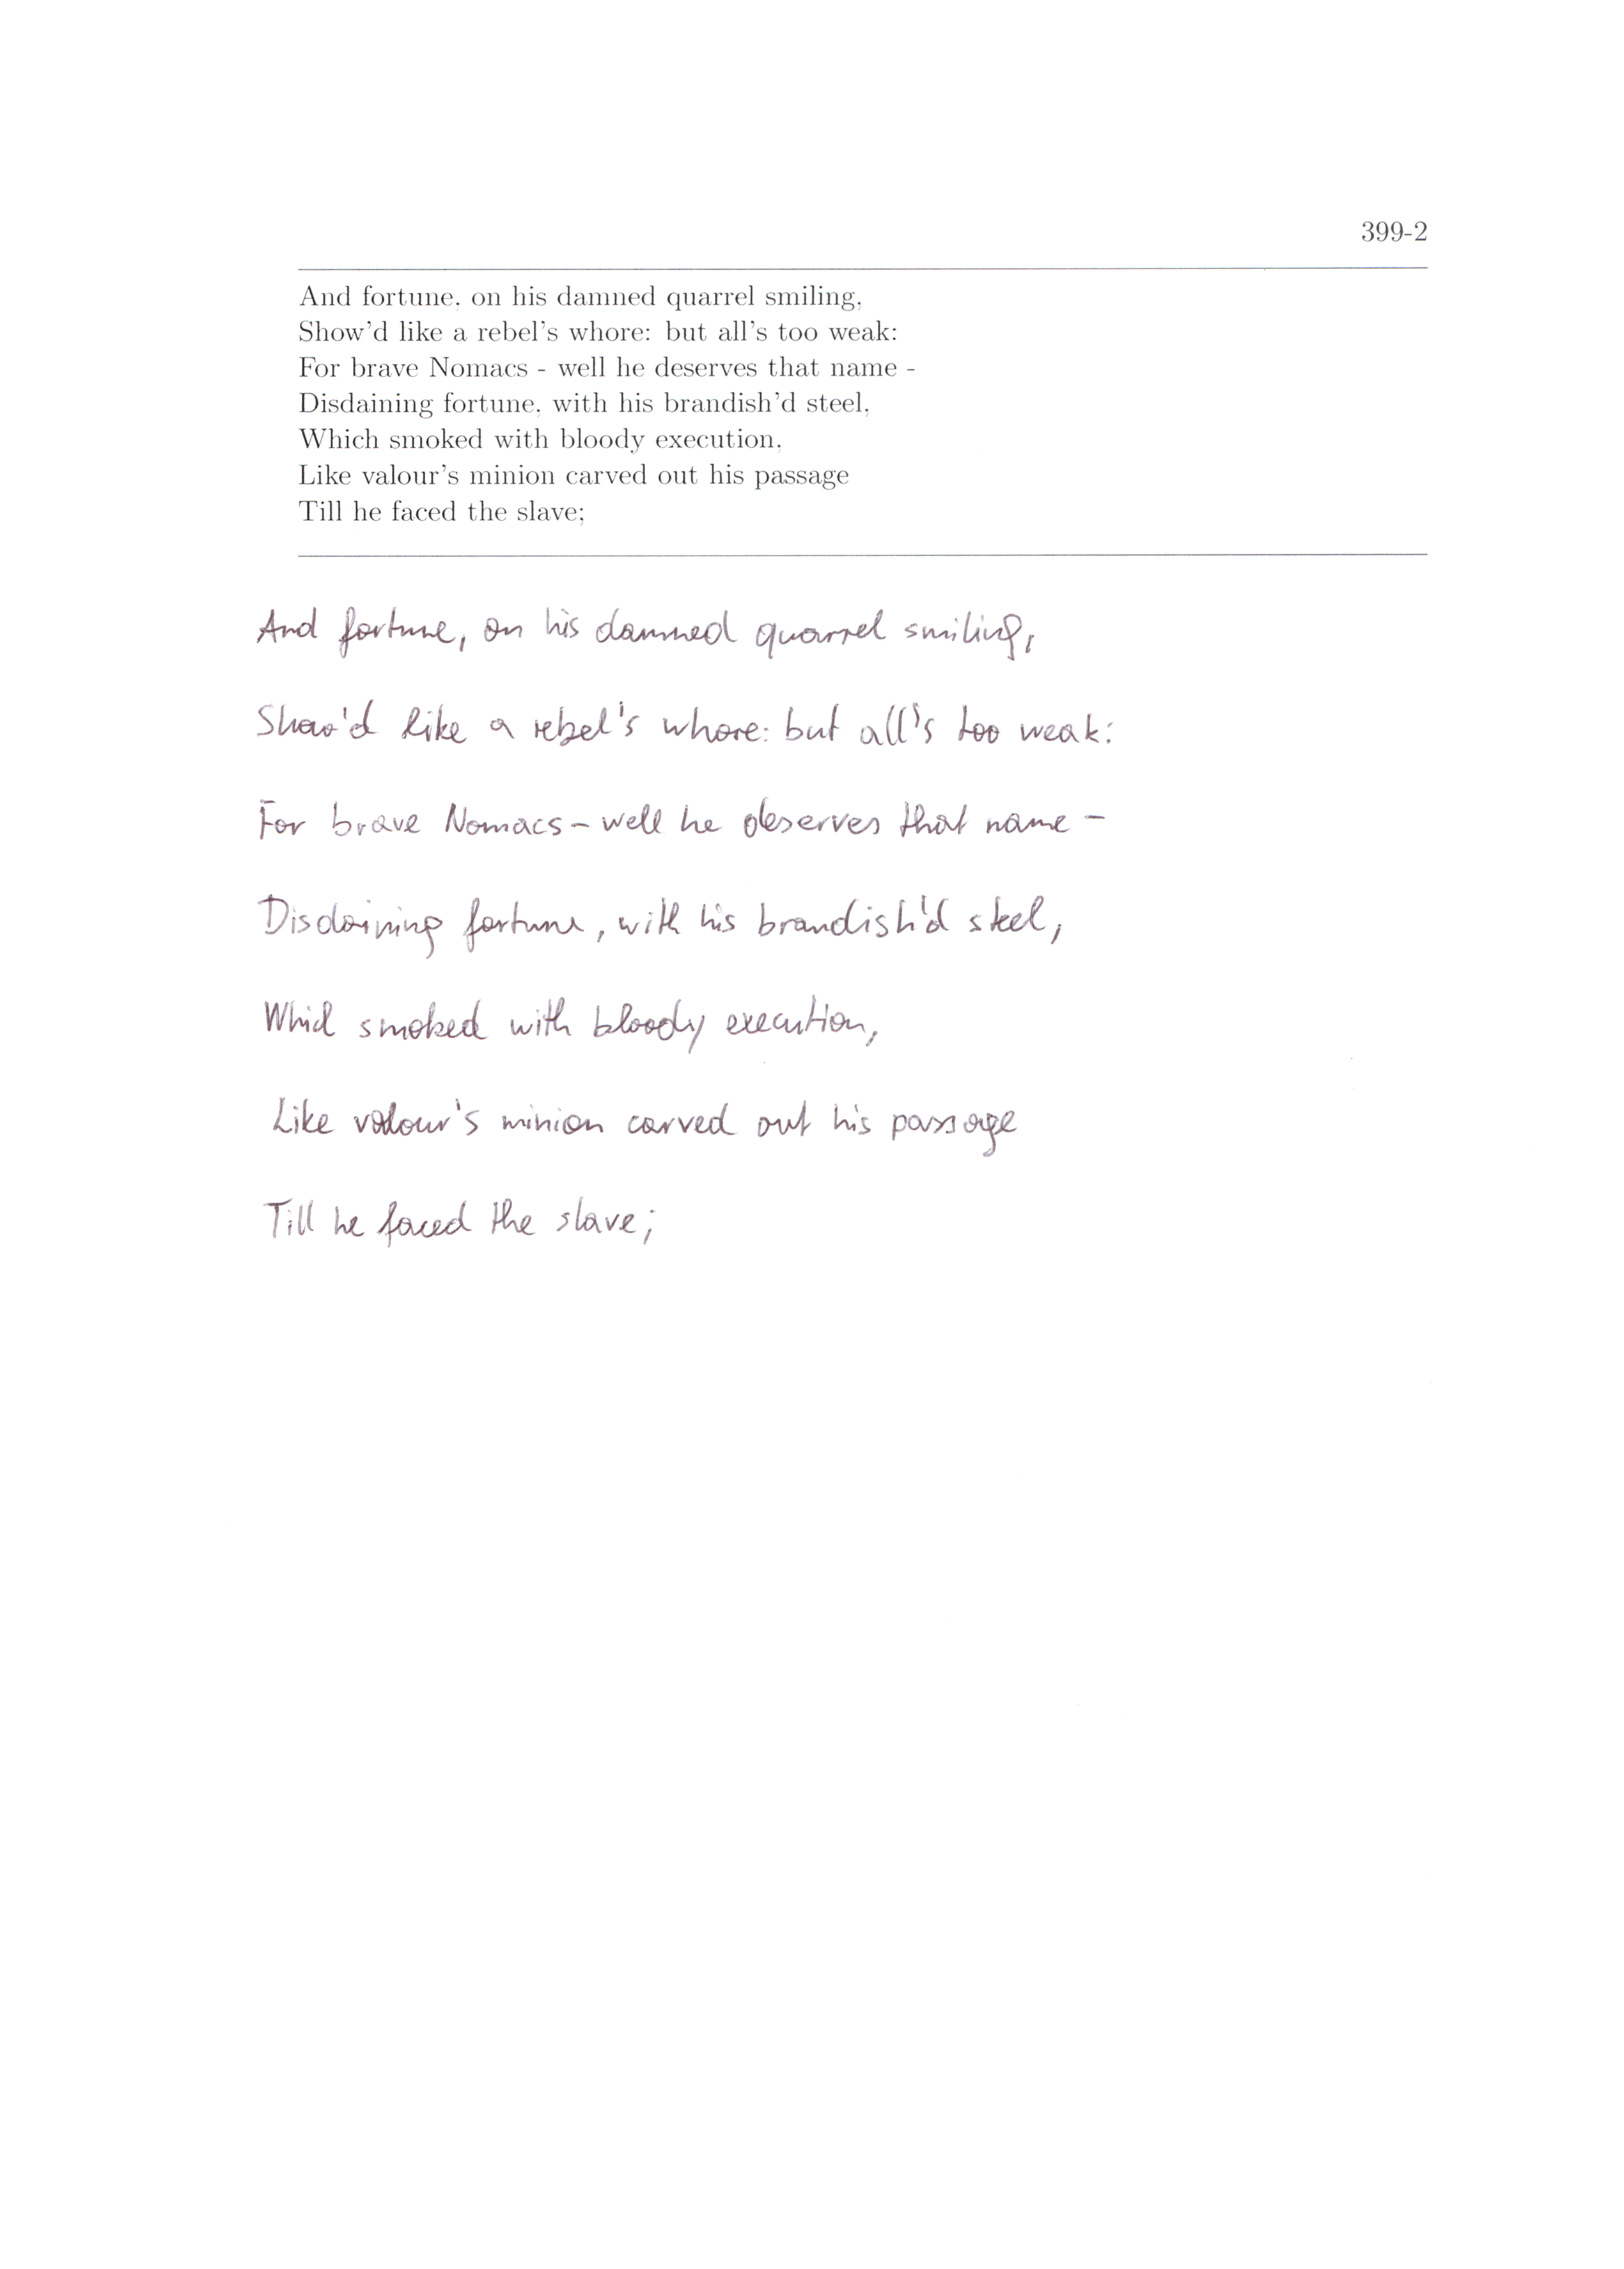 399-2
And fortune, on his damned quarrel smiling,
Show'd like a rebel's whore: but all's too weak:
For brave Nomacs - well he deserves that name -
Disdaining fortune, with his brandish'd steel,
Which smoked with bloody execution,
Like valour's minion carved out his passage
Till he faced the slave;
And fortune, on his damned quarrel smiling,
Show'd like a rebel's whore: but all's too weak:
For brave Nomacs - well he deserves that name -
Disdaining fortune, with his brandish'd steel,
Which smoked with bloody execution,
Like valour's minion carved out his passage
Till he faced the slave;